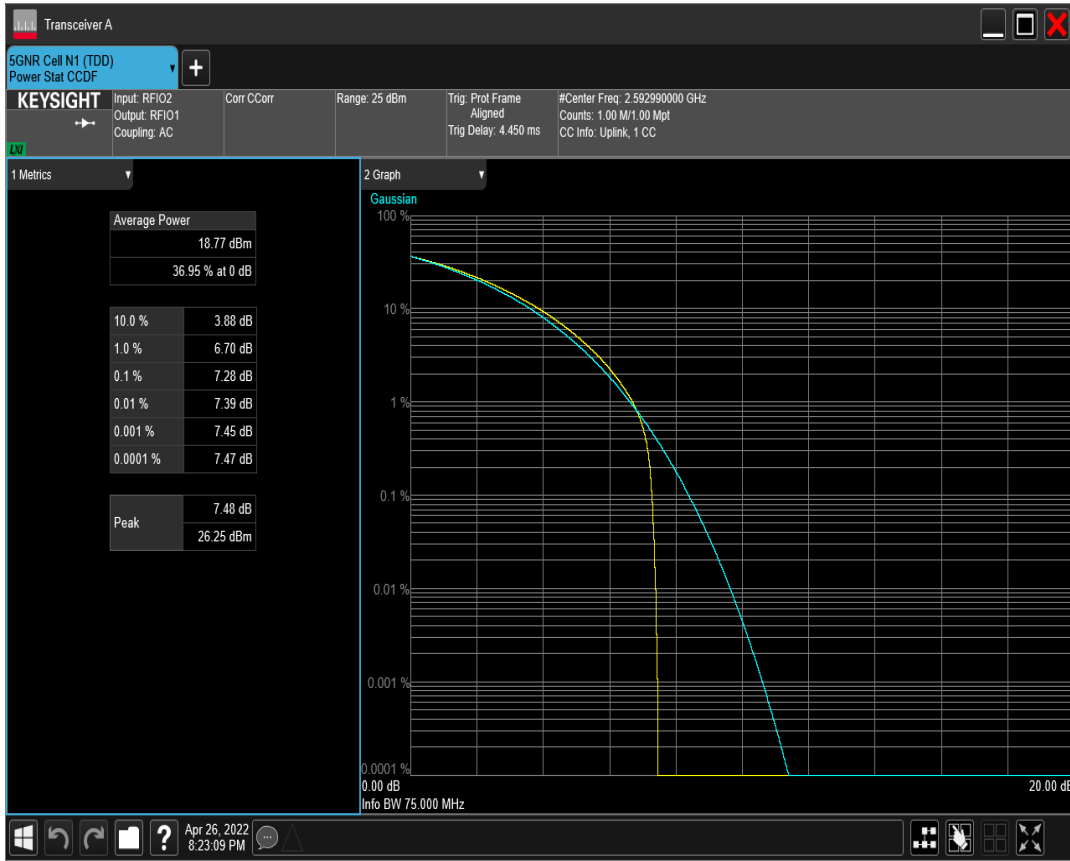 Transceiver A
5GNR Cell N1 (TDD)
Power Stat CCDF
+
KEYSIGHT
LXI
Input: RFIO2
Output: RFIO1
Coupling: AC
Corr CCorr
Range: 25 dBm
Trig: Prot Frame
Aligned
Trig Delay: 4.450 ms
#Center Freq: 2.592990000 GHz
Counts: 1.00 M/1.00 Mpt
CC Info: Uplink, 1 CC
1 Metrics
Average Power
18.77 dBm
36.95 % at 0 dB
10.0 % 3.88 dB
1.0 % 6.70 dB
0.1 % 7.28 dB
0.01 % 7.39 dB
0.001 % 7.45 dB
0.0001 % 7.47 dB
Peak 7.48 dB
26.25 dBm
2 Graph
Gaussian
100 %
10 %
1 %
0.1 %
0.01 %
0.001 %
0.0001 %
0.00 dB 20.00 dB
Info BW 75.000 MHz
? Apr 26, 2022
8:23:09 PM